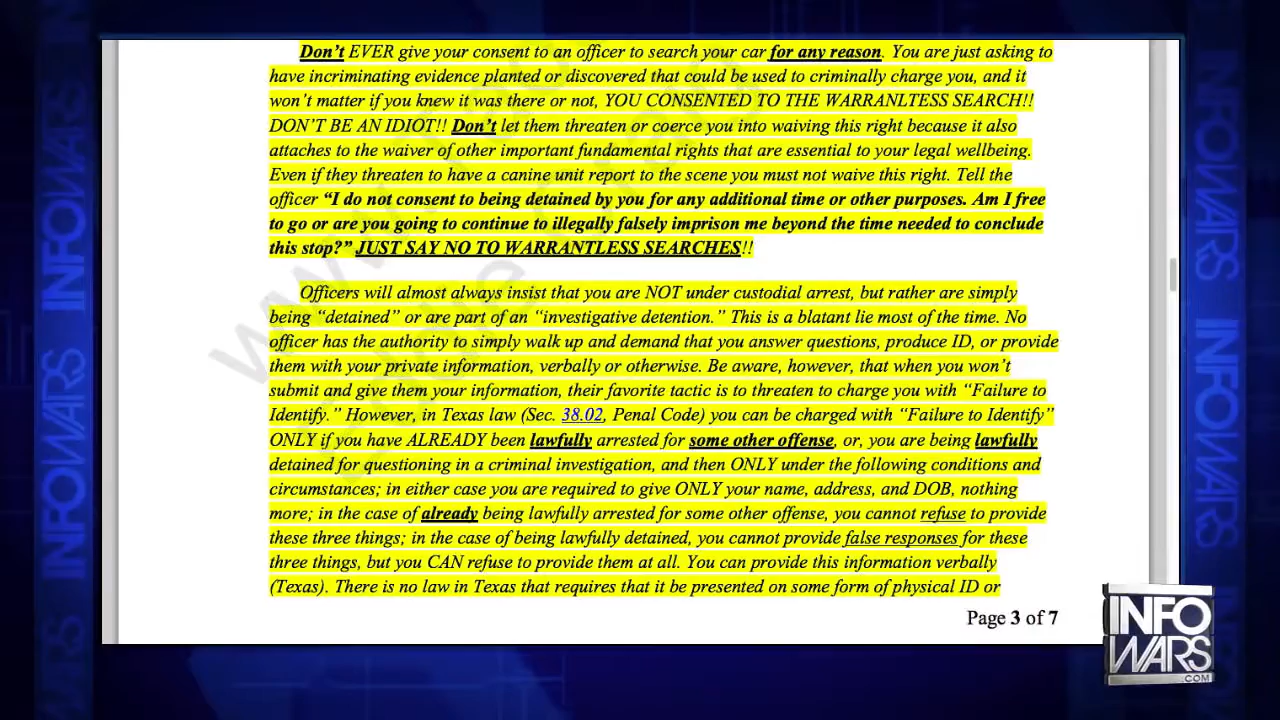 Don't EVER give your consent to an officer to search your car for any reason. You are just asking to
have incriminating evidence planted or discovered that could be used to criminally charge you, and it
won't matter if you knew it was there or not, YOU CONSENTED TO THE WARRANLTESS SEARCH!!
DON'T BE AN IDIOT!! Don't let them threaten or coerce you into waiving this right because it also
attaches to the waiver of other important fundamental rights that are essential to your legal wellbeing.
Even if they threaten to have a canine unit report to the scene you must not waive this right. Tell the
officer “I do not consent to being detained by you for any additional time or other purposes. Am I free
to go or are you going to continue to illegally falsely imprison me beyond the time needed to conclude
this stop?” JUST SAY NO TO WARRANTLESS SEARCHES!!
Officers will almost always insist that you are NOT under custodial arrest, but rather are simply
being “detained” or are part of an “investigative detention.” This is a blatant lie most of the time. No
officer has the authority to simply walk up and demand that you answer questions, produce ID, or provide
them with your private information, verbally or otherwise. Be aware, however, that when you won't
submit and give them your information, their favorite tactic is to threaten to charge you with “Failure to
Identify.” However, in Texas law (Sec. 38.02, Penal Code) you can be charged with “Failure to Identify”
ONLY if you have ALREADY been lawfully arrested for some other offense, or, you are being lawfully
detained for questioning in a criminal investigation, and then ONLY under the following conditions and
circumstances; in either case you are required to give ONLY your name, address, and DOB, nothing
more; in the case of already being lawfully arrested for some other offense, you cannot refuse to provide
these three things; in the case of being lawfully detained, you cannot provide false responses for these
three things, but you CAN refuse to provide them at all. You can provide this information verbally
(Texas). There is no law in Texas that requires that it be presented on some form of physical ID or
Page 3 of 7
INFO
WARS
.COM
INFOWARS
INFOWARS